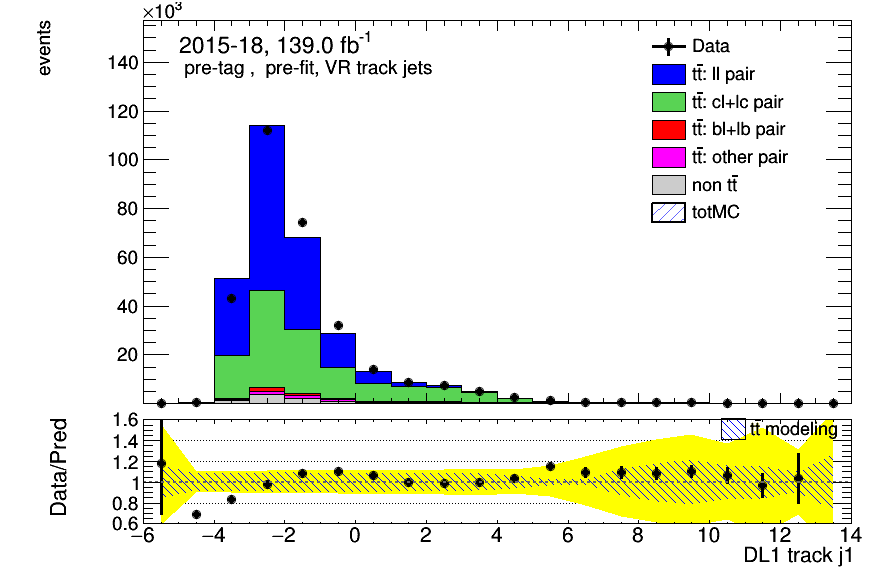 ×10³
events
2015-18, 139.0 fb⁻¹
pre-tag , pre-fit, VR track jets
Data
tt̄: ll pair
tt̄: cl+lc pair
tt̄: bl+lb pair
tt̄: other pair
non tt̄
totMC
140
120
100
80
60
40
20
Data/Pred
tt̄ modeling
1.6
1.4
1.2
1
0.8
0.6
−6 −4 −2 0 2 4 6 8 10 12 14
DL1 track j1